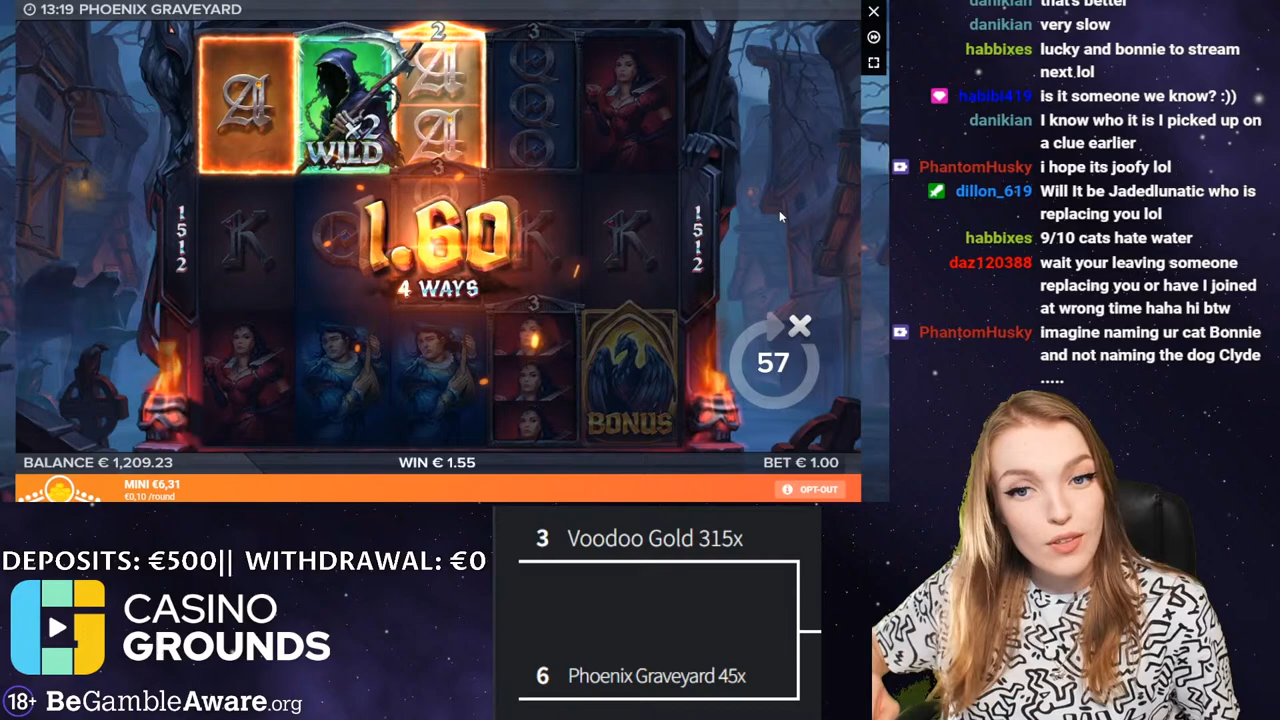 13:19 PHOENIX GRAVEYARD
2
3
A
x2
WILD
A
A
Q
Q
Q
3
1
5
1
2
K
1.60
K
K
4 WAYS
1
5
1
2
3
BONUS
57
BALANCE € 1,209.23
WIN € 1.55
BET € 1.00
MINI €6,31
€0,10 /round
OPT-OUT
DEPOSITS: €500|| WITHDRAWAL: €0
CASINO
GROUNDS
18+ BeGambleAware.org
3 Voodoo Gold 315x
6 Phoenix Graveyard 45x
danikian that's better
danikian very slow
habbixes lucky and bonnie to stream
next lol
habibi419 is it someone we know? :))
danikian I know who it is I picked up on
a clue earlier
PhantomHusky i hope its joofy lol
dillon_619 Will It be Jadedlunatic who is
replacing you lol
habbixes 9/10 cats hate water
daz120388 wait your leaving someone
replacing you or have I joined
at wrong time haha hi btw
PhantomHusky imagine naming ur cat Bonnie
and not naming the dog Clyde
.....